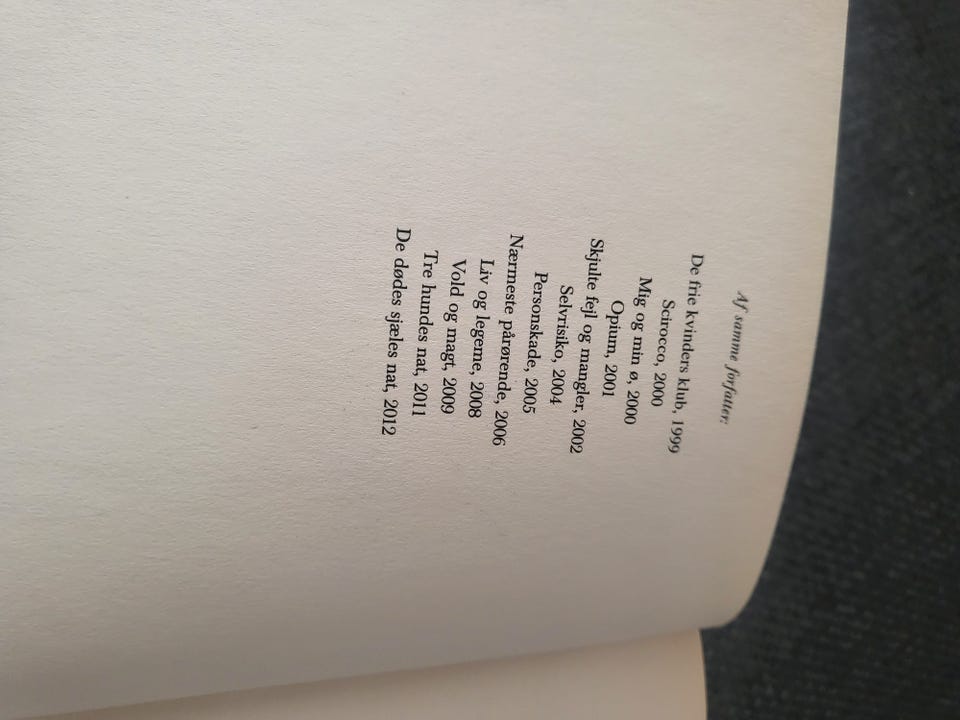 Af samme forfatter:
De frie kvinders klub, 1999
Scirocco, 2000
Mig og min ø, 2000
Opium, 2001
Skjulte fejl og mangler, 2002
Selvrisiko, 2004
Personskade, 2005
Nærmeste pårørende, 2006
Liv og legeme, 2008
Vold og magt, 2009
Tre hundes nat, 2011
De dødes sjæles nat, 2012